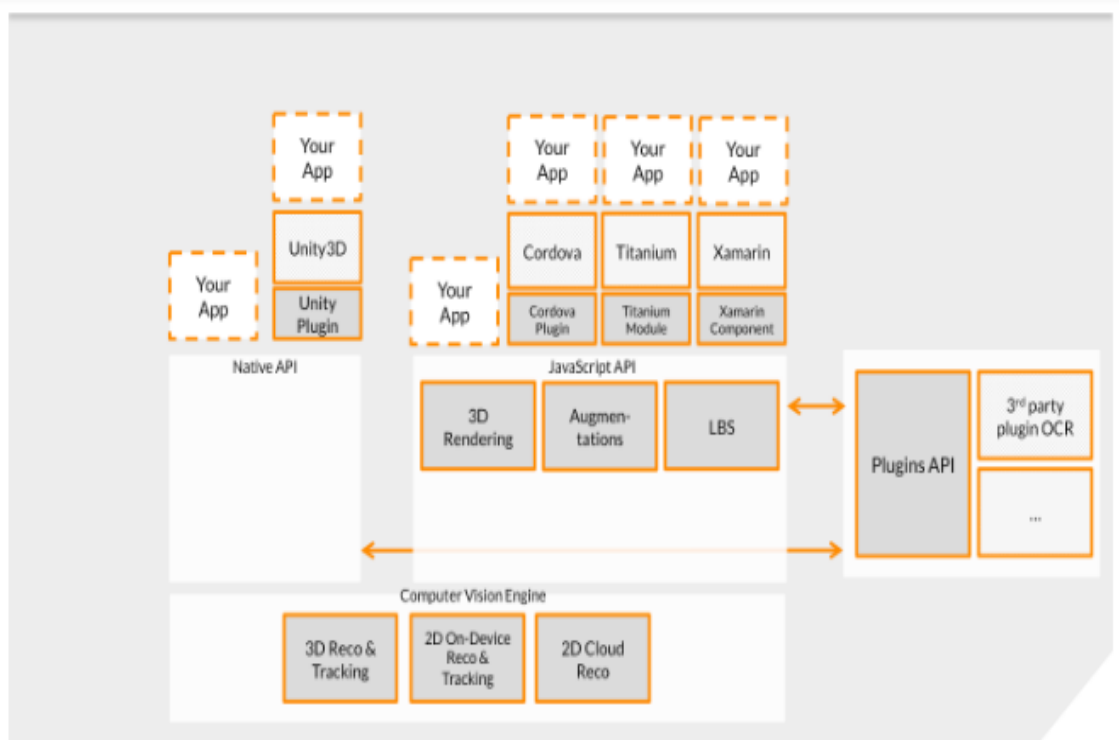 Your
App
Your
App
Your
App
Your
App
Unity3D
Cordova
Titanium
Xamarin
Your
App
Your
App
Unity
Plugin
Cordova
Plugin
Titanium
Module
Xamarin
Component
Native API
JavaScript API
3D
Rendering
Augmen-
tations
LBS
Plugins API
3rd party
plugin OCR
...
Computer Vision Engine
3D Reco &
Tracking
2D On-Device
Reco &
Tracking
2D Cloud
Reco